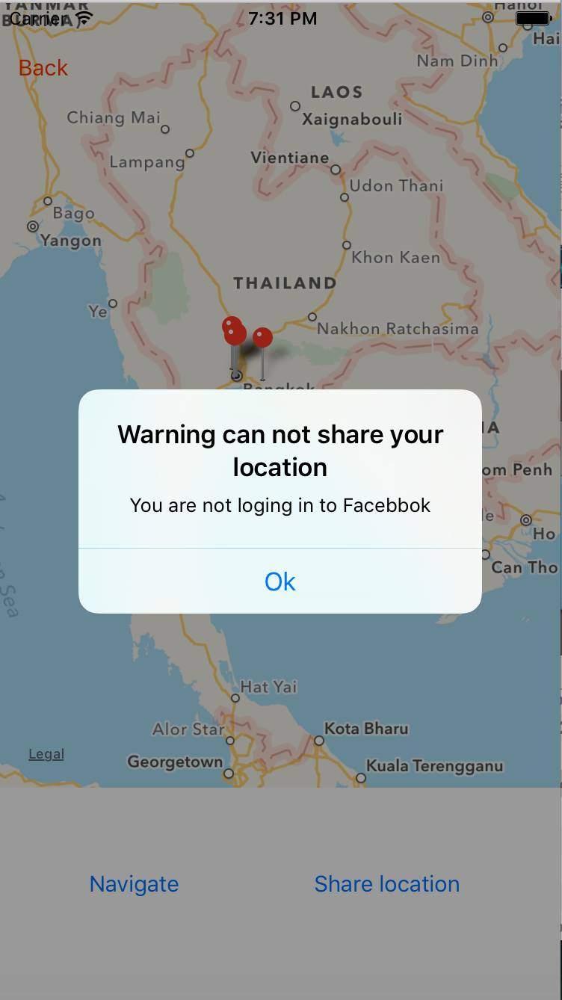 YANMAR
BURMA)
Carrier
7:31 PM
Hanoi
Hai
Back
Nam Dinh
LAOS
Chiang Mai
Xaignabouli
Lampang
Vientiane
Udon Thani
Bago
Yangon
Khon Kaen
THAILAND
Ye
Nakhon Ratchasima
Bangkok
Warning can not share your
location
You are not loging in to Facebbok
Ok
IA
om Penh
le
Ho
Can Tho
Sea
Hat Yai
Alor Star
Kota Bharu
Legal
Georgetown
Kuala Terengganu
Navigate
Share location